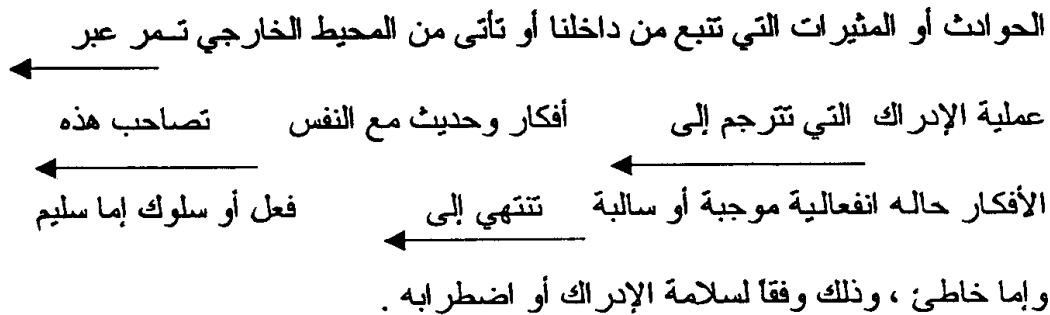 الحوادث أو المثيرات التي تنبع من داخلنا أو تأتى من المحيط الخارجي تمر عبر
عملية الإدراك التي تترجم إلى أفكار وحديث مع النفس تصاحب هذه
الأفكار حاله انفعالية موجبة أو سالبة تنتهي إلى فعل أو سلوك إما سليم
وإما خاطئ ، وذلك وفقاً لسلامة الإدراك أو اضطرابه .